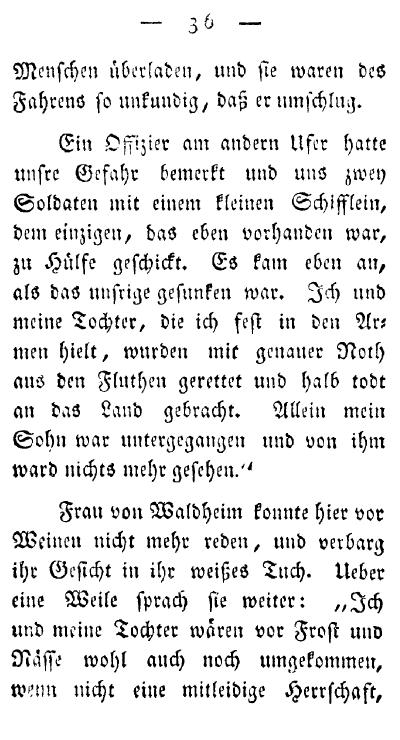 — 36 —
Menschen überladen, und sie waren des
Fahrens so unkundig, daß er umschlug.
Ein Offizier am andern Ufer hatte
unsre Gefahr bemerkt und uns zwey
Soldaten mit einem kleinen Schifflein,
dem einzigen, das eben vorhanden war,
zu Hülfe geschickt. Es kam eben an,
als das unsrige gesunken war. Ich und
meine Tochter, die ich fest in den Ar⸗
men hielt, wurden mit genauer Noth
aus den Fluthen gerettet und halb todt
an das Land gebracht. Allein mein
Sohn war untergegangen und von ihm
ward nichts mehr gesehen.“
Frau von Waldheim konnte hier vor
Weinen nicht mehr reden, und verbarg
ihr Gesicht in ihr weißes Tuch. Ueber
eine Weile sprach sie weiter: „Ich
und meine Tochter wären vor Frost und
Nässe wohl auch noch umgekommen,
wenn nicht eine mitleidige Herrschaft,